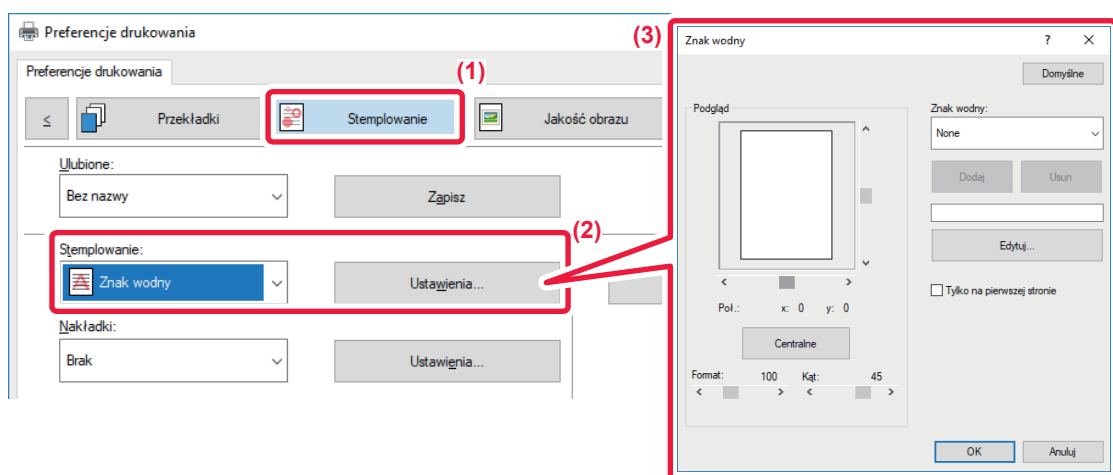 Preferencje drukowania
Preferencje drukowania
(1)
<
Przekładki
Stemplowanie
Jakość obrazu
Ulubione:
Bez nazwy
Zapisz
(2)
Stemplowanie:
Znak wodny
Ustawienia...
Nakładki:
Brak
Ustawienia...
(3)
Znak wodny
? ×
Domyślne
Podgląd
Znak wodny:
None
Dodaj
Usun
Edytuj...
Tylko na pierwszej stronie
Poł.: x: 0 y: 0
Centralne
Format: 100 Kąt: 45
OK
Anuluj